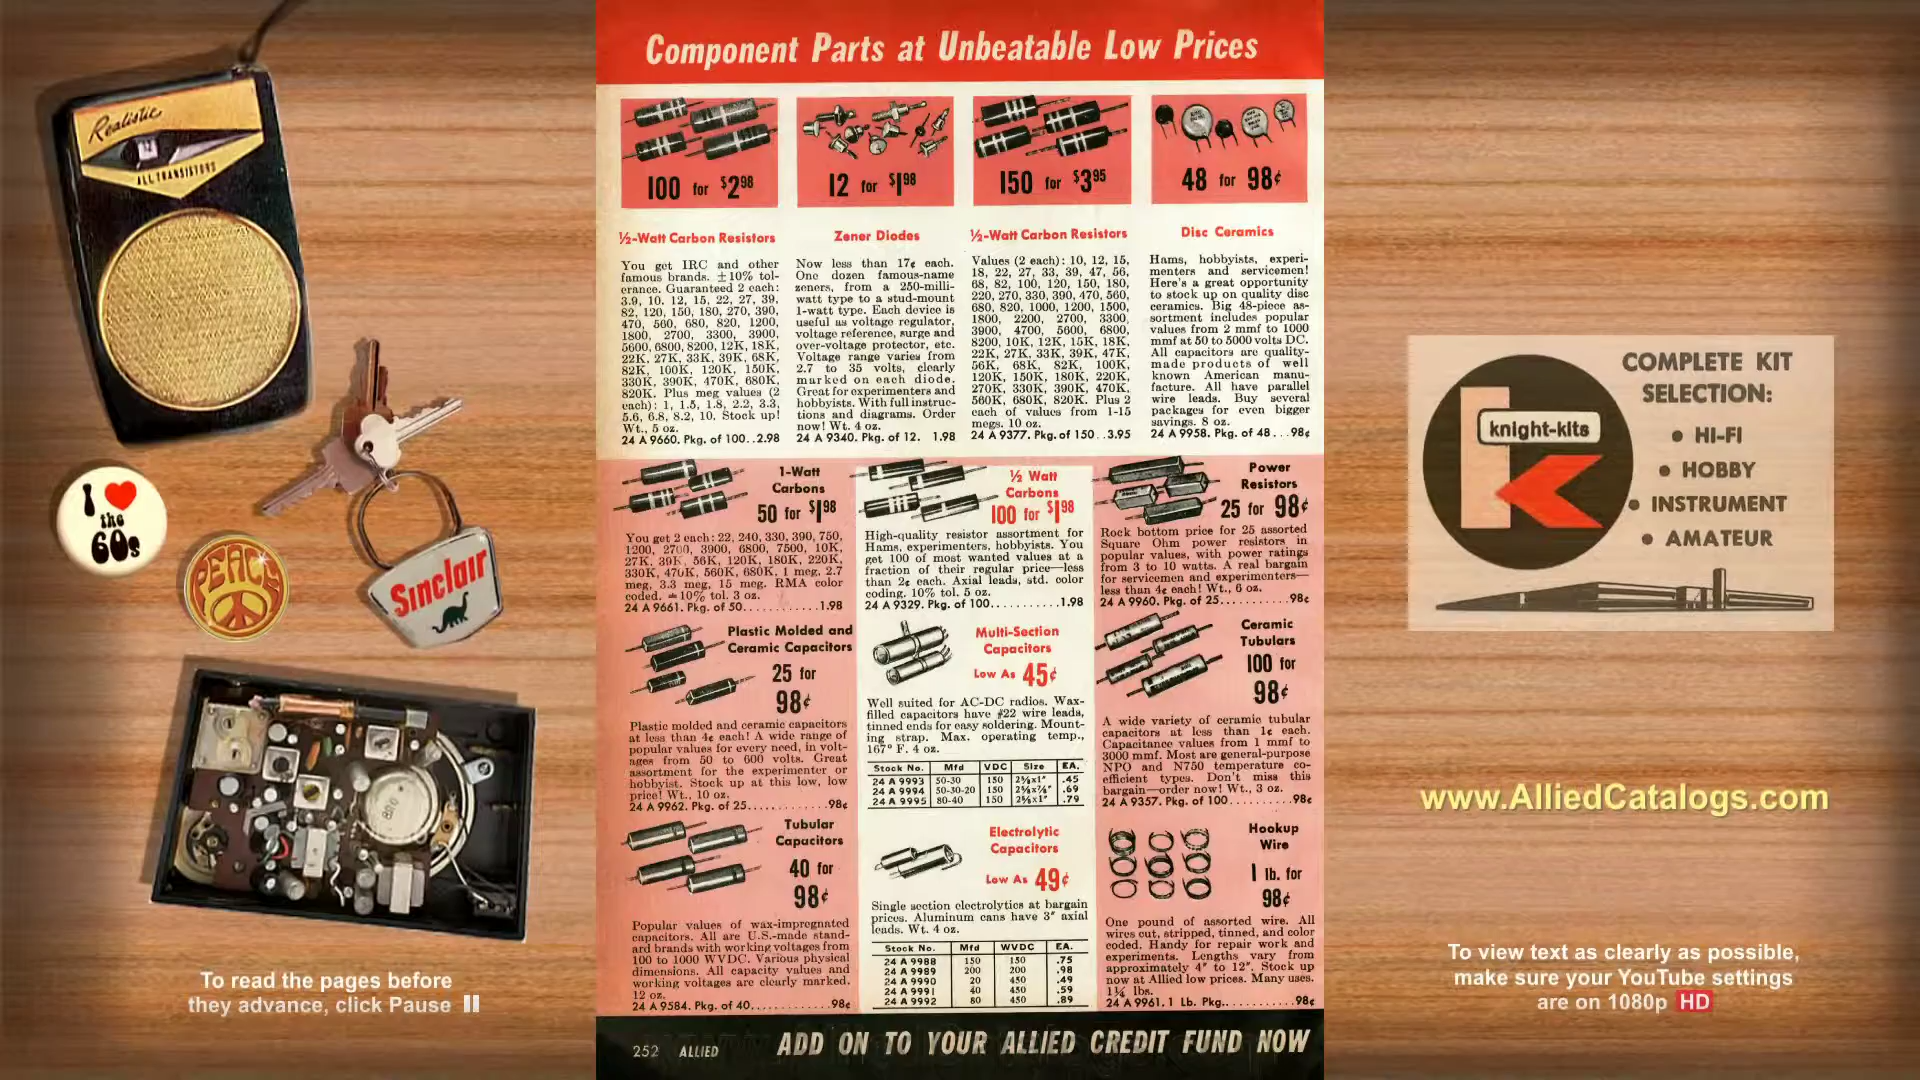 Component Parts at Unbeatable Low Prices
100 for $2.98
½-Watt Carbon Resistors
You get IRC and other
famous brands. ±10% tol-
erance. Guaranteed 2 each:
3.9, 10. 12, 15, 22, 27, 39,
82, 120, 150, 180, 270, 390,
470, 560, 680, 820, 1200,
1800, 2700, 3300, 3900,
5600, 6800, 8200, 12K, 18K,
22K, 27K, 33K, 39K, 68K,
82K, 100K, 120K, 150K,
330K, 390K, 470K, 680K,
820K. Plus meg values (2
each): 1, 1.5, 1.8, 2.2, 3.3,
5.6, 6.8, 8.2, 10. Stock up!
Wt., 5 oz.
24 A 9660. Pkg. of 100..2.98
12 for $1.98
Zener Diodes
Now less than 17¢ each.
One dozen famous-name
zeners, from a 250-milli-
watt type to a stud-mount
1-watt type. Each device is
useful as voltage regulator,
voltage reference, surge and
over-voltage protector, etc.
Voltage range varies from
2.7 to 35 volts, clearly
marked on each diode.
Great for experimenters and
hobbyists. With full instruc-
tions and diagrams. Order
now! Wt. 4 oz.
24 A 9340. Pkg. of 12. 1.98
150 for $3.95
½-Watt Carbon Resistors
Values (2 each): 10, 12, 15,
18, 22, 27, 33, 39, 47, 56,
68, 82, 100, 120, 150, 180,
220, 270, 330, 390, 470, 560,
680, 820, 1000, 1200, 1500,
1800, 2200, 2700, 3300,
3900, 4700, 5600, 6800,
8200, 10K, 12K, 15K, 18K,
22K, 27K, 33K, 39K, 47K,
56K, 68K, 82K, 100K,
120K, 150K, 180K, 220K,
270K, 330K, 390K, 470K,
560K, 680K, 820K. Plus 2
each of values from 1-15
megs. 10 oz.
24 A 9377. Pkg. of 150..3.95
48 for 98¢
Disc Ceramics
Hams, hobbyists, experi-
menters and servicemen!
Here's a great opportunity
to stock up on quality disc
ceramics. Big 48-piece as-
sortment includes popular
values from 2 mmf to 1000
mmf at 50 to 5000 volts DC.
All capacitors are quality-
made products of well
known American manu-
facture. All have parallel
wire leads. Buy several
packages for even bigger
savings. 8 oz.
24 A 9958. Pkg. of 48...98¢
1-Watt
Carbons
50 for $1.98
You get 2 each: 22, 240, 330, 390, 750,
1200, 2700, 3900, 6800, 7500, 10K,
27K, 39K, 56K, 120K, 180K, 220K,
330K, 470K, 560K, 680K, 1 meg, 2.7
meg, 3.3 meg, 15 meg. RMA color
coded. ±10% tol. 3 oz.
24 A 9661. Pkg. of 50............1.98
½ Watt
Carbons
100 for $1.98
High-quality resistor assortment for
Hams, experimenters, hobbyists. You
get 100 of most wanted values at a
fraction of their regular price—less
than 2¢ each. Axial leads, std. color
coding. 10% tol. 5 oz.
24 A 9329. Pkg. of 100...........1.98
Power
Resistors
25 for 98¢
Rock bottom price for 25 assorted
Square Ohm power resistors in
popular values, with power ratings
from 3 to 10 watts. A real bargain
for servicemen and experimenters—
less than 4¢ each! Wt., 6 oz.
24 A 9960. Pkg. of 25...........98¢
Plastic Molded and
Ceramic Capacitors
25 for
98¢
Plastic molded and ceramic capacitors
at less than 4¢ each! A wide range of
popular values for every need, in volt-
ages from 50 to 600 volts. Great
assortment for the experimenter or
hobbyist. Stock up at this low, low
price! Wt., 10 oz.
24 A 9962. Pkg. of 25.............98¢
Multi-Section
Capacitors
Low As 45¢
Well suited for AC-DC radios. Wax-
filled capacitors have #22 wire leads,
tinned ends for easy soldering. Mount-
ing strap. Max. operating temp.,
167° F. 4 oz.
Stock No. Mfd VDC Size EA.
24 A 9993 50-30 150 2⅝x1" .45
24 A 9994 50-30-20 150 2⅝x⅞" .69
24 A 9995 80-40 150 2⅝x1" .79
Ceramic
Tubulars
100 for
98¢
A wide variety of ceramic tubular
capacitors at less than 1¢ each.
Capacitance values from 1 mmf to
3000 mmf. Most are general-purpose
NPO and N750 temperature co-
efficient types. Don't miss this
bargain—order now! Wt., 3 oz.
24 A 9357. Pkg. of 100..........98¢
Tubular
Capacitors
40 for
98¢
Popular values of wax-impregnated
capacitors. All are U.S.-made stand-
ard brands with working voltages from
100 to 1000 WVDC. Various physical
dimensions. All capacity values and
working voltages are clearly marked.
12 oz.
24 A 9584. Pkg. of 40.............98¢
Electrolytic
Capacitors
Low As 49¢
Single section electrolytics at bargain
prices. Aluminum cans have 3" axial
leads. Wt. 4 oz.
Stock No. Mfd WVDC EA.
24 A 9988 150 150 .75
24 A 9989 200 200 .98
24 A 9990 20 450 .49
24 A 9991 40 450 .59
24 A 9992 80 450 .89
Hookup
Wire
1 lb. for
98¢
One pound of assorted wire. All
wires cut, stripped, tinned, and color
coded. Handy for repair work and
experiments. Lengths vary from
approximately 4" to 12". Stock up
now at Allied low prices. Many uses.
1¼ lbs.
24 A 9961. 1 Lb. Pkg............98¢
252 ALLIED
ADD ON TO YOUR ALLIED CREDIT FUND NOW
Realistic
ALL TRANSISTORS
I
the
60s
PEACE
Sinclair
To read the pages before
they advance, click Pause
knight-kits
COMPLETE KIT
SELECTION:
• HI-FI
• HOBBY
• INSTRUMENT
• AMATEUR
www.AlliedCatalogs.com
To view text as clearly as possible,
make sure your YouTube settings
are on 1080p HD